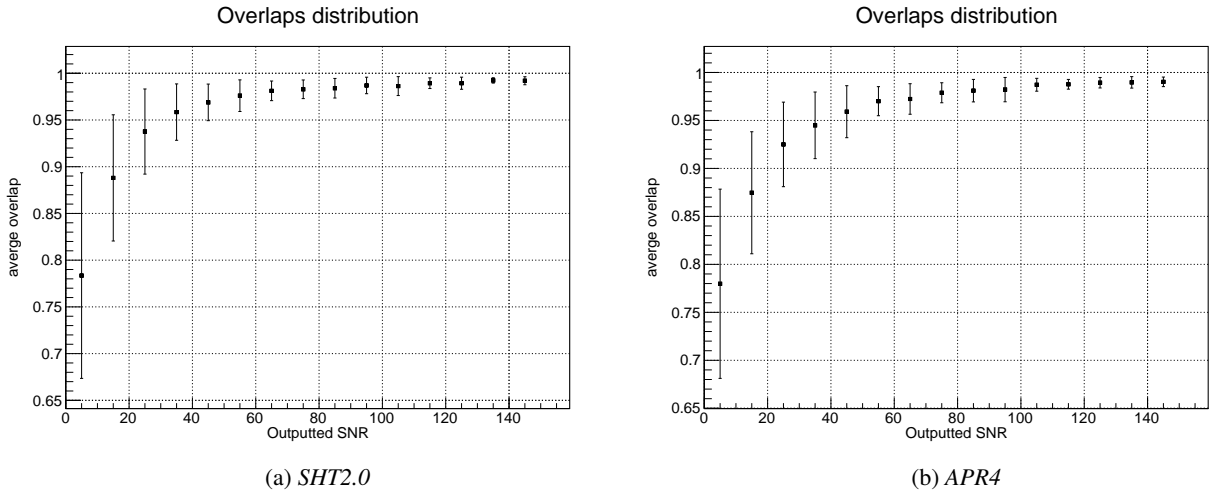 Overlaps distribution
averge overlap
1
0.95
0.9
0.85
0.8
0.75
0.7
0.65
0 20 40 60 80 100 120 140
Outputted SNR
(a) SHT2.0
Overlaps distribution
averge overlap
1
0.95
0.9
0.85
0.8
0.75
0.7
0.65
0 20 40 60 80 100 120 140
Outputted SNR
(b) APR4